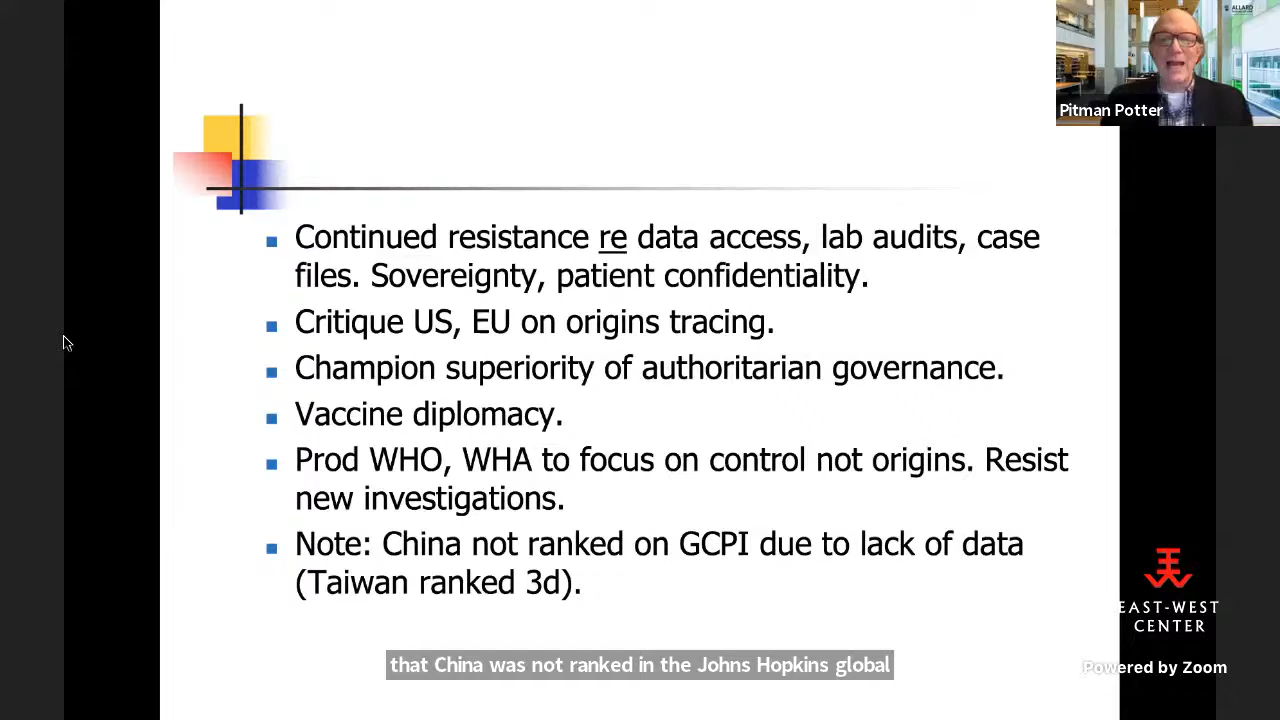 ALLARD
Pitman Potter
Continued resistance re data access, lab audits, case
files. Sovereignty, patient confidentiality.
Critique US, EU on origins tracing.
Champion superiority of authoritarian governance.
Vaccine diplomacy.
Prod WHO, WHA to focus on control not origins. Resist
new investigations.
Note: China not ranked on GCPI due to lack of data
(Taiwan ranked 3d).
EAST-WEST
CENTER
that China was not ranked in the Johns Hopkins global
Powered by Zoom